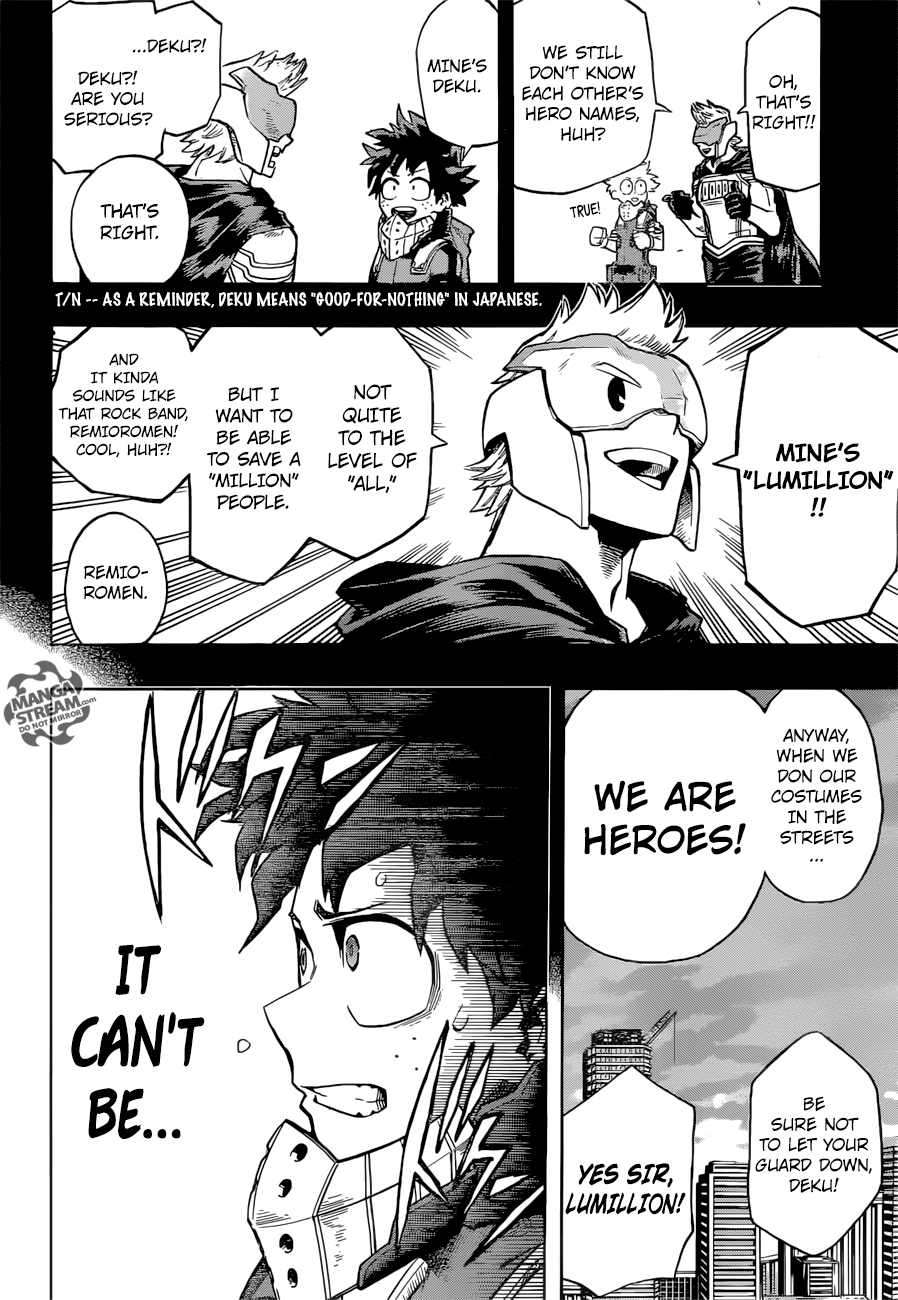 OH,
THAT'S
RIGHT!!
WE STILL
DON'T KNOW
EACH OTHER'S
HERO NAMES,
HUH?
TRUE!
MINE'S
DEKU.
...DEKU?!
DEKU?!
ARE YOU
SERIOUS?
THAT'S
RIGHT.
T/N -- AS A REMINDER, DEKU MEANS "GOOD-FOR-NOTHING" IN JAPANESE.
MINE'S
"LUMILLION"
!!
NOT
QUITE
TO THE
LEVEL OF
"ALL,"
BUT I
WANT TO
BE ABLE
TO SAVE A
"MILLION"
PEOPLE.
AND
IT KINDA
SOUNDS LIKE
THAT ROCK BAND,
REMIOROMEN!
COOL, HUH?!
REMIO-
ROMEN.
MANGA
STREAM.com
DO NOT MIRROR
ANYWAY,
WHEN WE
DON OUR
COSTUMES
IN THE
STREETS
...
WE ARE
HEROES!
BE
SURE NOT
TO LET YOUR
GUARD DOWN,
DEKU!
YES SIR,
LUMILLION!
IT
CAN'T
BE...